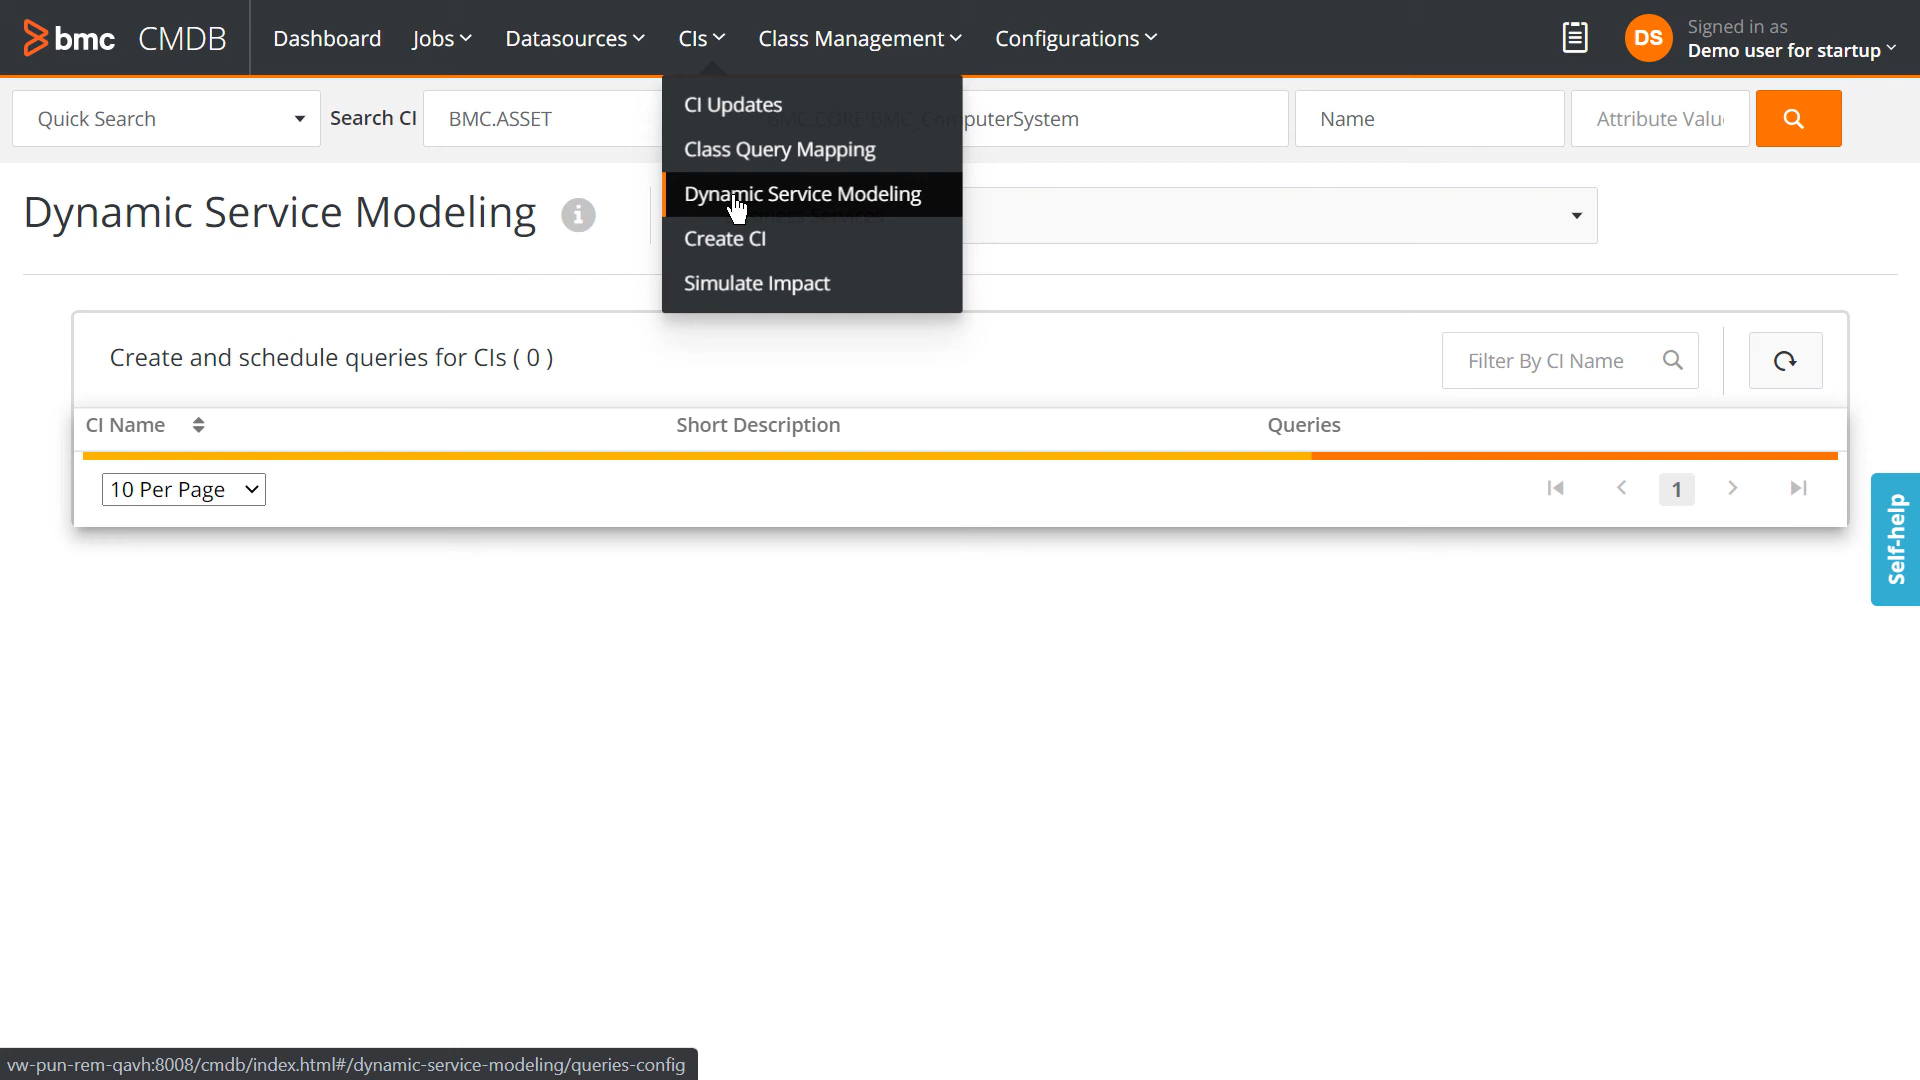 bmc CMDB Dashboard Jobs Datasources CIs Class Management Configurations DS Signed in as
Demo user for startup
Quick Search Search CI BMC.ASSET puterSystem Name Attribute Valu
CI Updates
Class Query Mapping
Dynamic Service Modeling
Create CI
Simulate Impact
Dynamic Service Modeling
Create and schedule queries for CIs ( 0 ) Filter By CI Name
CI Name Short Description Queries
10 Per Page 1
Self-help
vw-pun-rem-qavh:8008/cmdb/index.html#/dynamic-service-modeling/queries-config